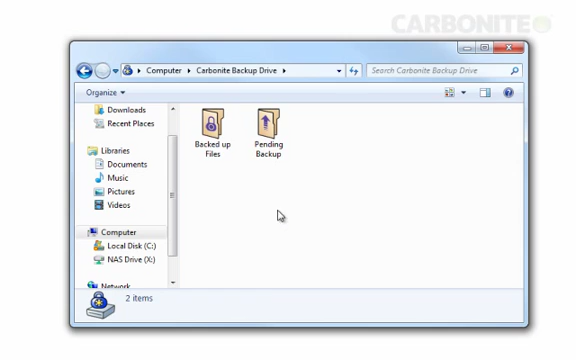 CARBONITE
Computer Carbonite Backup Drive
Search Carbonite Backup Drive
Organize
Downloads
Recent Places
Libraries
Documents
Music
Pictures
Videos
Computer
Local Disk (C:)
NAS Drive (X:)
Network
Backed up
Files
Pending
Backup
2 items